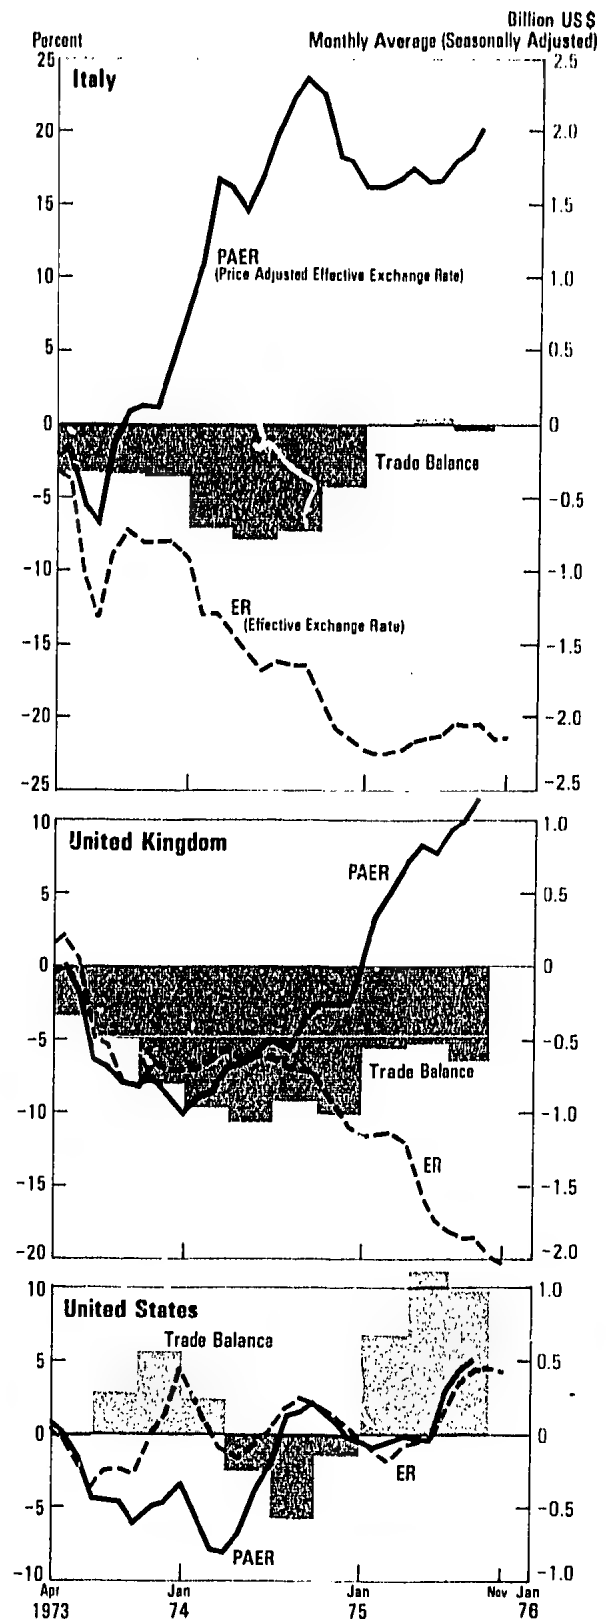 Billion US $
Percent Monthly Average (Seasonally Adjusted)
25 2.5
Italy
20 2.0
15 1.5
PAER
(Price Adjusted Effective Exchange Rate)
10 1.0
5 0.5
0 0
Trade Balance
-5 -0.5
-10 -1.0
ER
(Effective Exchange Rate)
-15 -1.5
-20 -2.0
-25 -2.5
10 1.0
United Kingdom
PAER
5 0.5
0 0
-5 -0.5
Trade Balance
-10 -1.0
ER
-15 -1.5
-20 -2.0
10 1.0
United States
Trade Balance
5 0.5
0 0
ER
-5 -0.5
PAER
-10 -1.0
Apr Jan Jan Nov Jan
1973 74 75 76